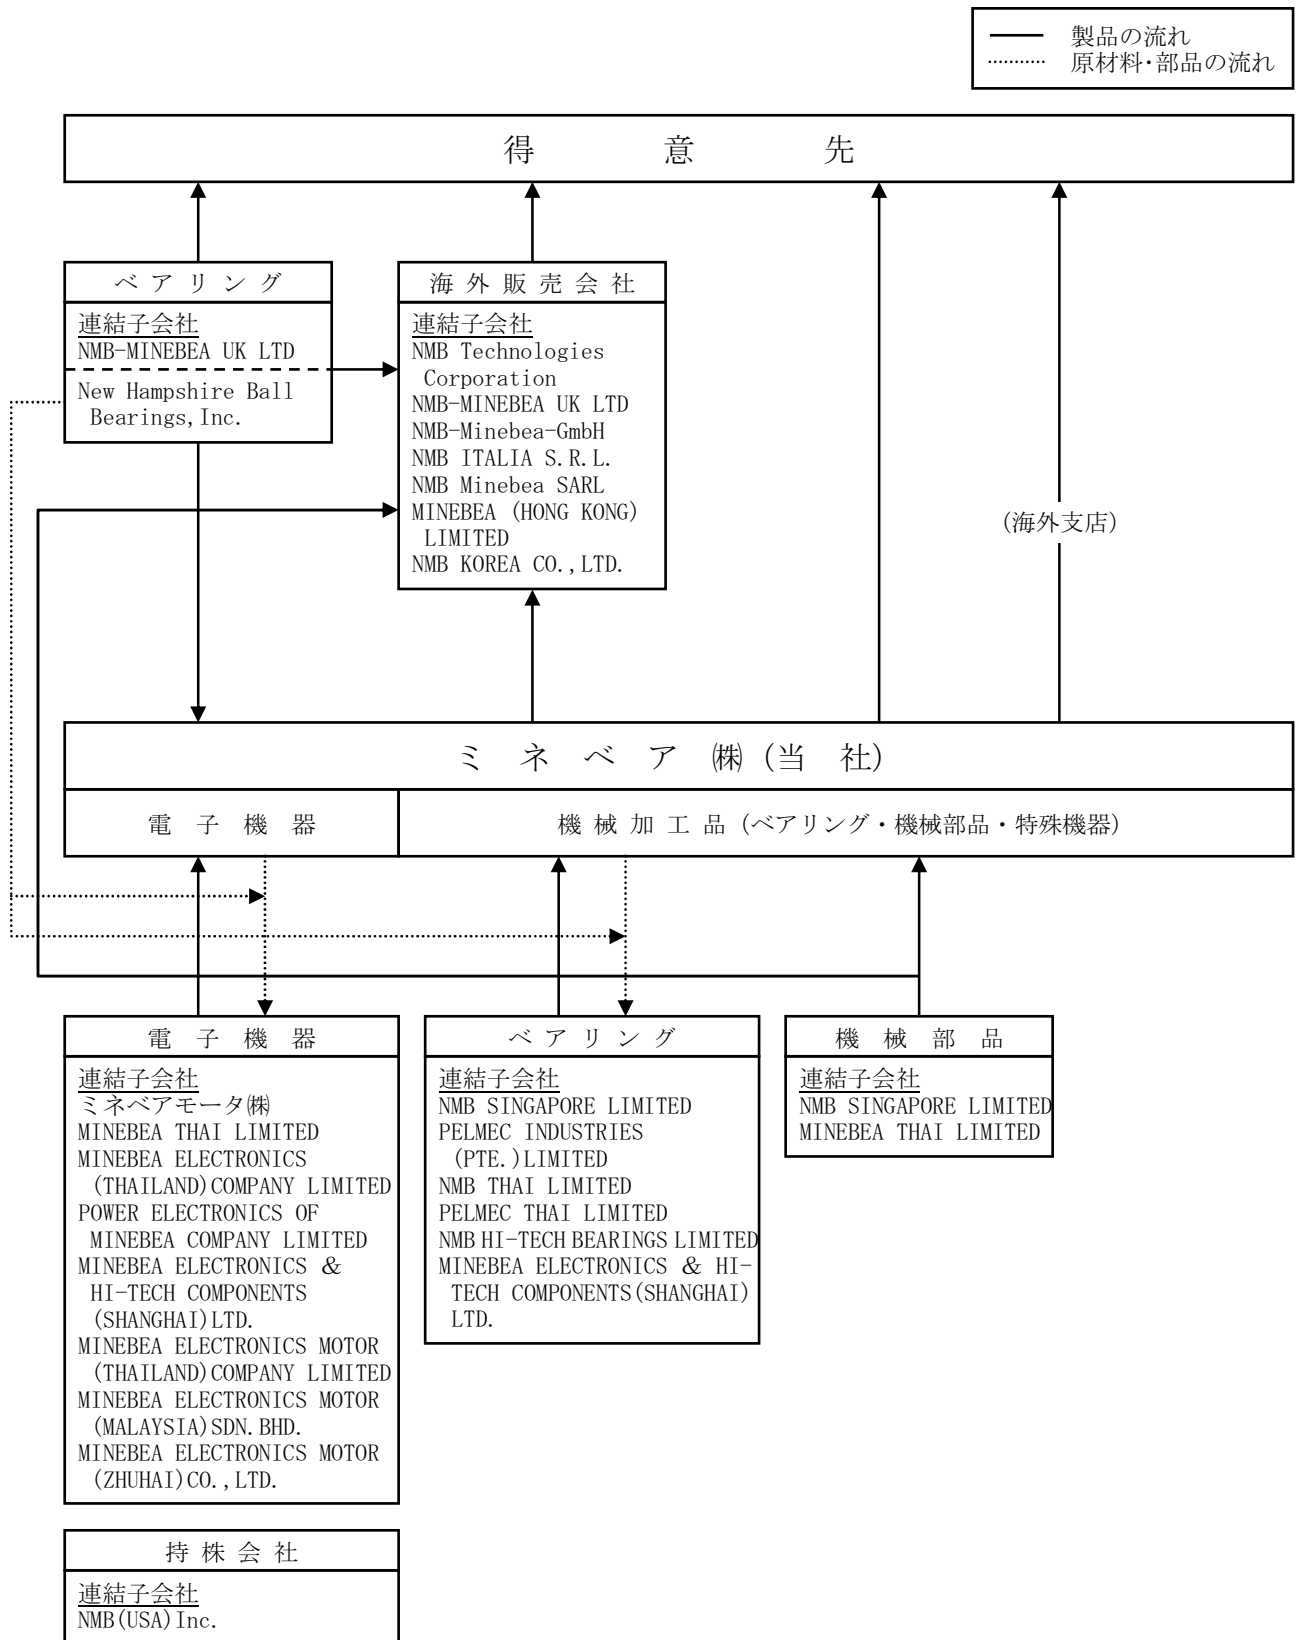 製品の流れ
原材料・部品の流れ
得意先
ベアリング
連結子会社
NMB-MINEBEA UK LTD
New Hampshire Ball
Bearings,Inc.
海外販売会社
連結子会社
NMB Technologies
Corporation
NMB-MINEBEA UK LTD
NMB-Minebea-GmbH
NMB ITALIA S.R.L.
NMB Minebea SARL
MINEBEA (HONG KONG)
LIMITED
NMB KOREA CO.,LTD.
(海外支店)
ミネベア㈱(当 社)
電子機器
機械加工品(ベアリング・機械部品・特殊機器)
電子機器
連結子会社
ミネベアモータ㈱
MINEBEA THAI LIMITED
MINEBEA ELECTRONICS
(THAILAND)COMPANY LIMITED
POWER ELECTRONICS OF
MINEBEA COMPANY LIMITED
MINEBEA ELECTRONICS &
HI-TECH COMPONENTS
(SHANGHAI)LTD.
MINEBEA ELECTRONICS MOTOR
(THAILAND)COMPANY LIMITED
MINEBEA ELECTRONICS MOTOR
(MALAYSIA)SDN.BHD.
MINEBEA ELECTRONICS MOTOR
(ZHUHAI)CO.,LTD.
ベアリング
連結子会社
NMB SINGAPORE LIMITED
PELMEC INDUSTRIES
(PTE.)LIMITED
NMB THAI LIMITED
PELMEC THAI LIMITED
NMB HI-TECH BEARINGS LIMITED
MINEBEA ELECTRONICS & HI-
TECH COMPONENTS(SHANGHAI)
LTD.
機械部品
連結子会社
NMB SINGAPORE LIMITED
MINEBEA THAI LIMITED
持株会社
連結子会社
NMB(USA)Inc.